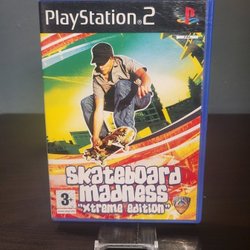 PlayStation®2
skateboard
madness
"xtreme edition"
3+